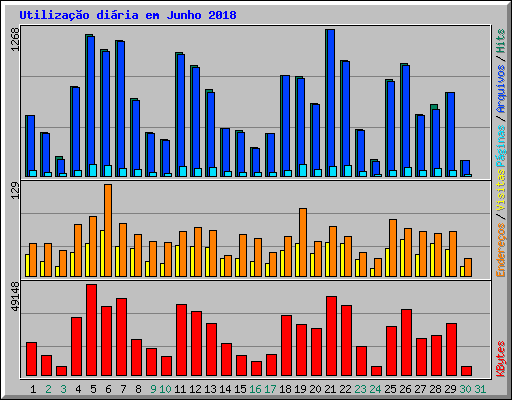 Utilização diária em Junho 2018
1268
129
49148
KBytes
Endereços / Visitas
Páginas / Arquivos / Hits
1 2 3 4 5 6 7 8 9 10 11 12 13 14 15 16 17 18 19 20 21 22 23 24 25 26 27 28 29 30 31